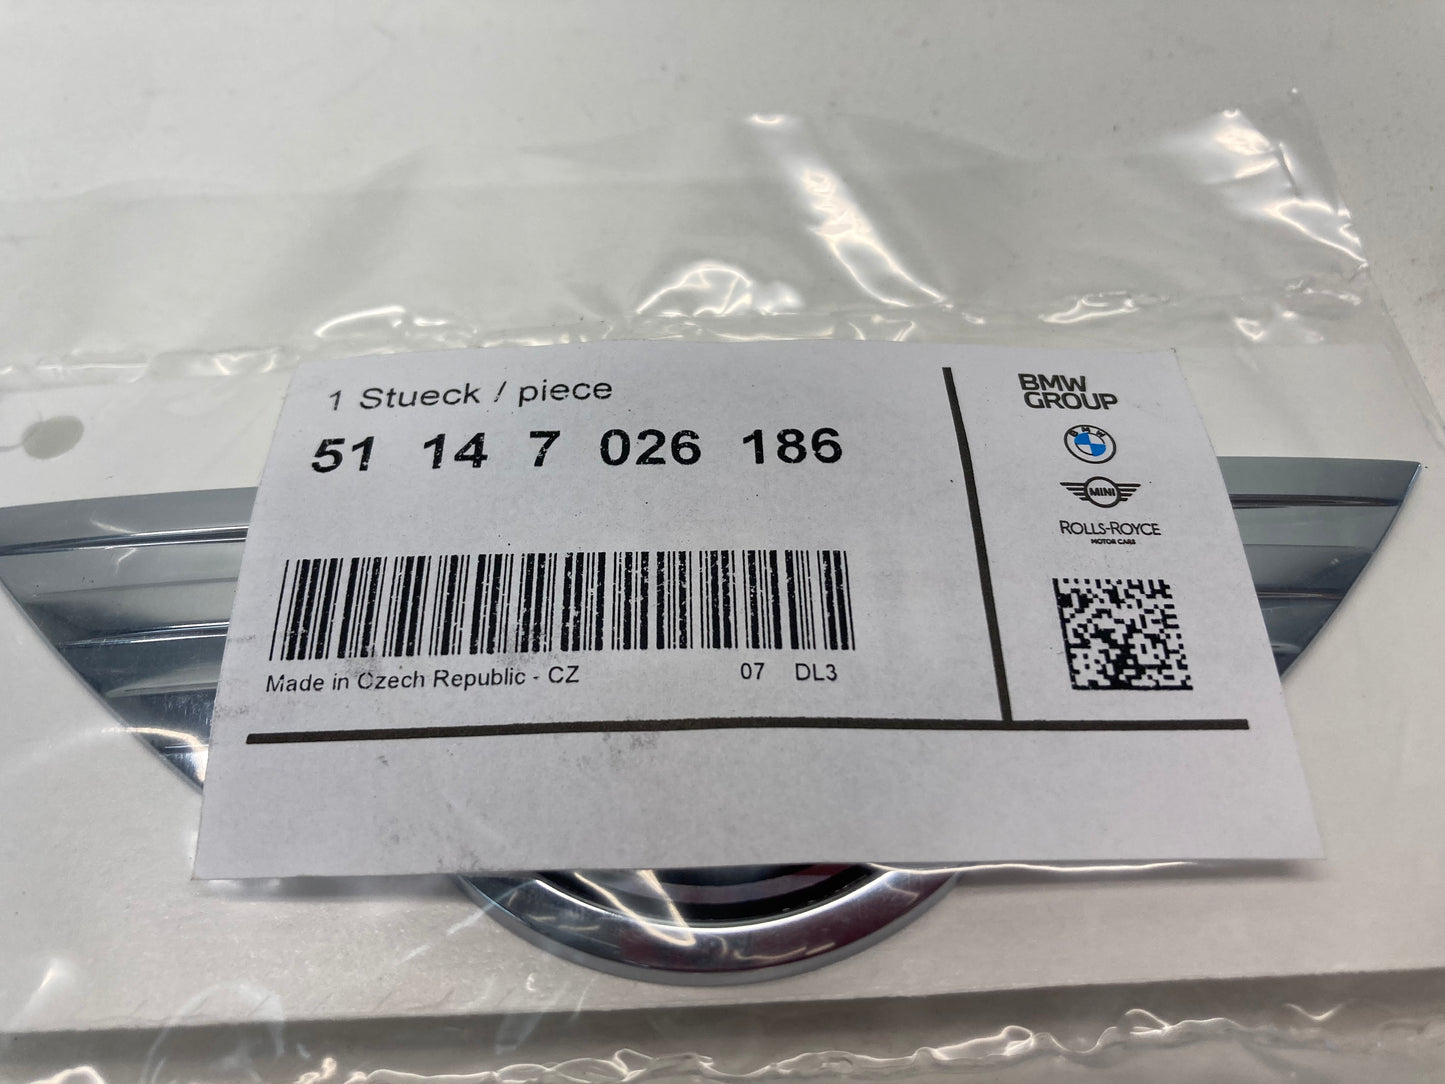 1 Stueck / piece
51 14 7 026 186
Made in Czech Republic - CZ
07 DL3
BMW
GROUP
BMW
MINI
ROLLS-ROYCE
MOTOR CARS